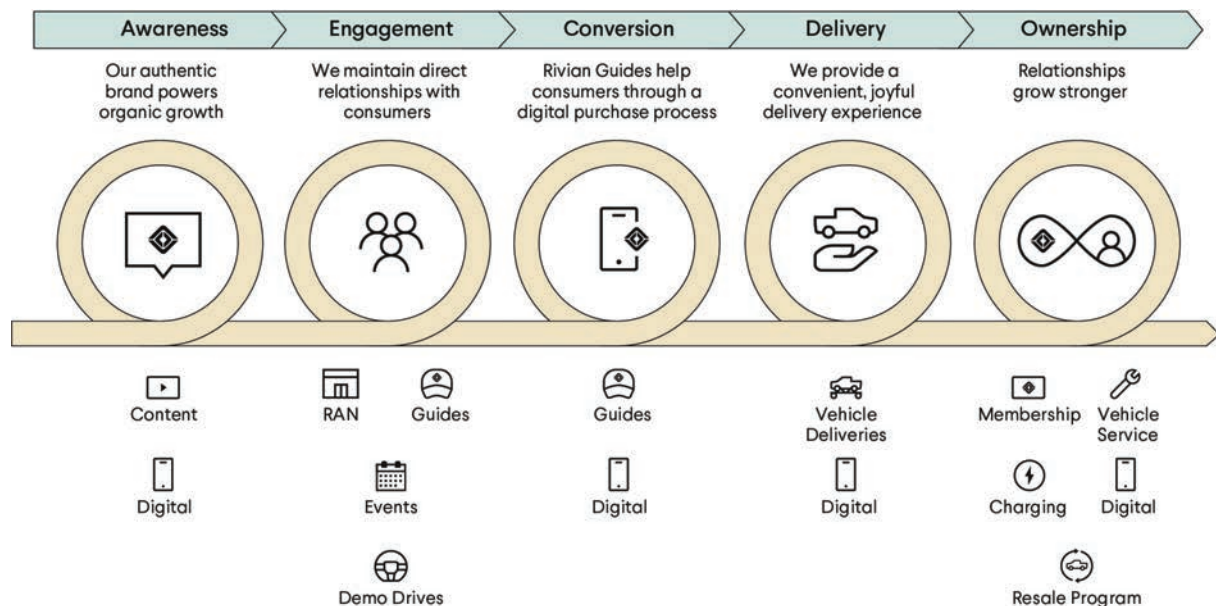 Awareness
Engagement
Conversion
Delivery
Ownership
Our authentic
brand powers
organic growth
We maintain direct
relationships with
consumers
Rivian Guides help
consumers through a
digital purchase process
We provide a
convenient, joyful
delivery experience
Relationships
grow stronger
Content
Digital
RAN
Guides
Events
Demo Drives
Guides
Digital
Vehicle
Deliveries
Digital
Membership
Vehicle
Service
Charging
Digital
Resale Program